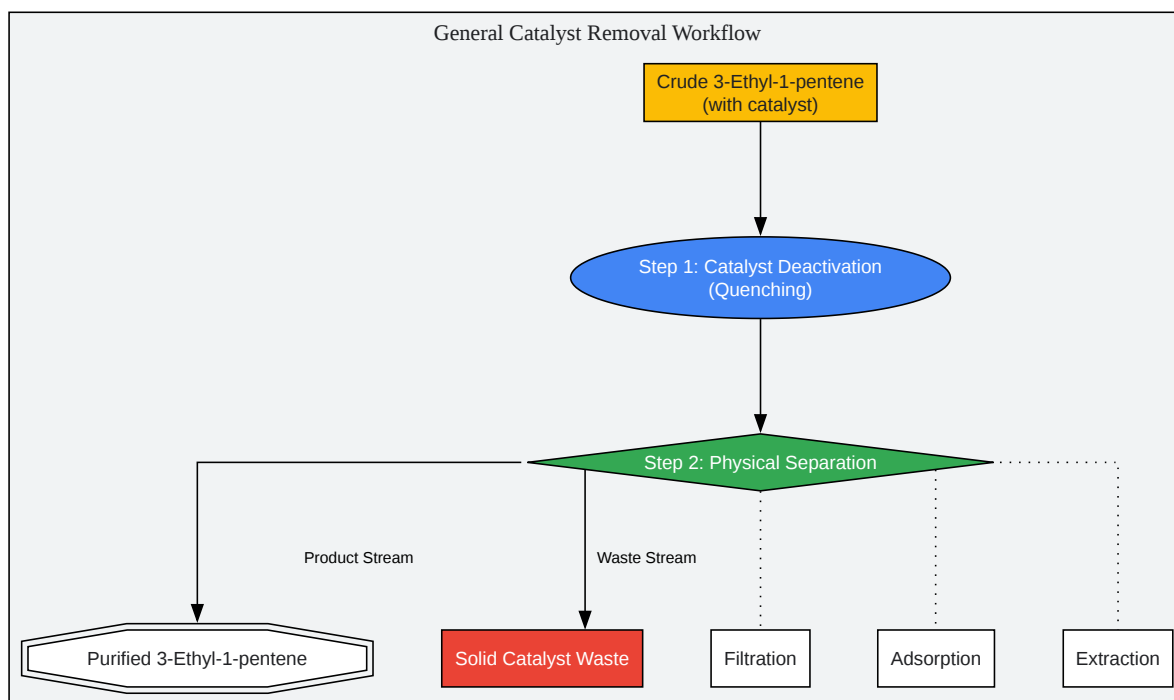 General Catalyst Removal Workflow
Crude 3-Ethyl-1-pentene
(with catalyst)
Step 1: Catalyst Deactivation
(Quenching)
Step 2: Physical Separation
Product Stream
Waste Stream
Purified 3-Ethyl-1-pentene
Solid Catalyst Waste
Filtration
Adsorption
Extraction